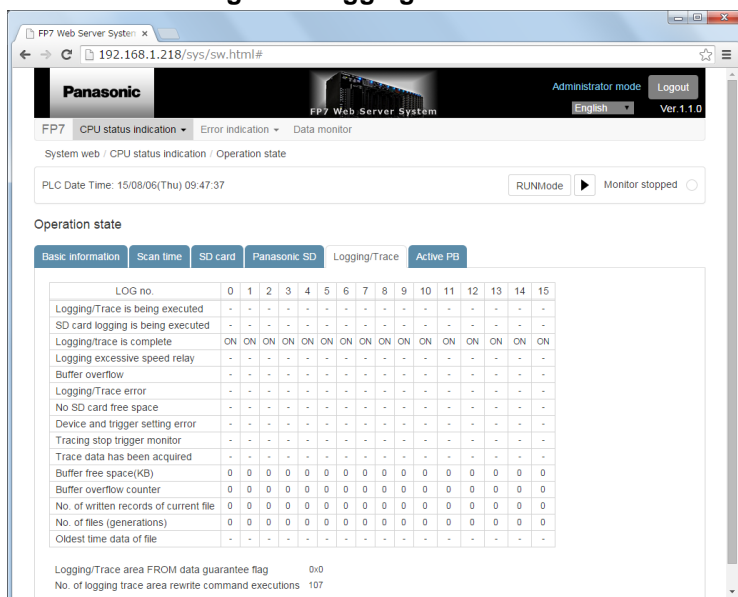 FP7 Web Server System ×
192.168.1.218/sys/sw.html#
Panasonic
FP7 Web Server System
Administrator mode Logout
English Ver.1.1.0
FP7 CPU status indication Error indication Data monitor
System web / CPU status indication / Operation state
PLC Date Time: 15/08/06(Thu) 09:47:37 RUNMode Monitor stopped
Operation state
Basic information Scan time SD card Panasonic SD Logging/Trace Active PB
LOG no. 0 1 2 3 4 5 6 7 8 9 10 11 12 13 14 15
Logging/Trace is being executed - - - - - - - - - - - - - - - -
SD card logging is being executed - - - - - - - - - - - - - - - -
Logging/trace is complete ON ON ON ON ON ON ON ON ON ON ON ON ON ON ON ON
Logging excessive speed relay - - - - - - - - - - - - - - - -
Buffer overflow - - - - - - - - - - - - - - - -
Logging/Trace error - - - - - - - - - - - - - - - -
No SD card free space - - - - - - - - - - - - - - - -
Device and trigger setting error - - - - - - - - - - - - - - - -
Tracing stop trigger monitor - - - - - - - - - - - - - - - -
Trace data has been acquired - - - - - - - - - - - - - - - -
Buffer free space(KB) 0 0 0 0 0 0 0 0 0 0 0 0 0 0 0 0
Buffer overflow counter 0 0 0 0 0 0 0 0 0 0 0 0 0 0 0 0
No. of written records of current file 0 0 0 0 0 0 0 0 0 0 0 0 0 0 0 0
No. of files (generations) 0 0 0 0 0 0 0 0 0 0 0 0 0 0 0 0
Oldest time data of file - - - - - - - - - - - - - - - -
Logging/Trace area FROM data guarantee flag 0x0
No. of logging trace area rewrite command executions 107